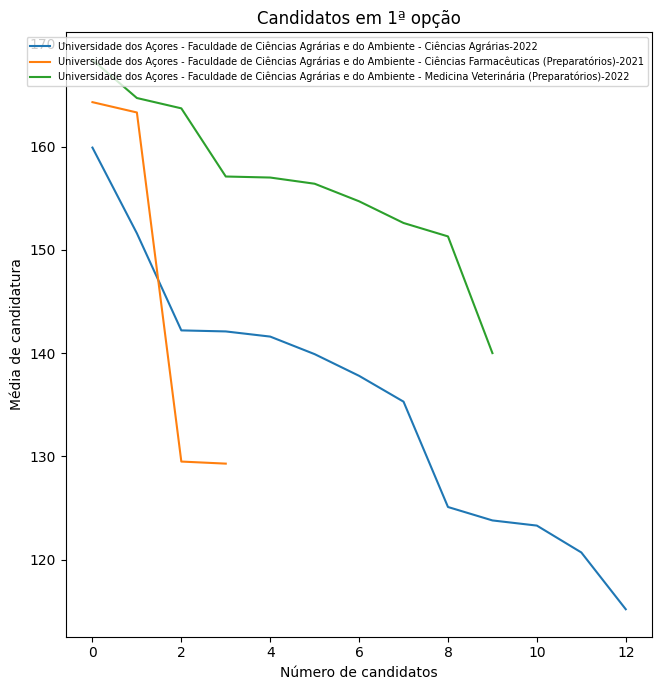 Candidatos em 1ª opção
170
Universidade dos Açores - Faculdade de Ciências Agrárias e do Ambiente - Ciências Agrárias-2022
Universidade dos Açores - Faculdade de Ciências Agrárias e do Ambiente - Ciências Farmacêuticas (Preparatórios)-2021
Universidade dos Açores - Faculdade de Ciências Agrárias e do Ambiente - Medicina Veterinária (Preparatórios)-2022
160
150
140
130
120
Média de candidatura
0 2 4 6 8 10 12
Número de candidatos